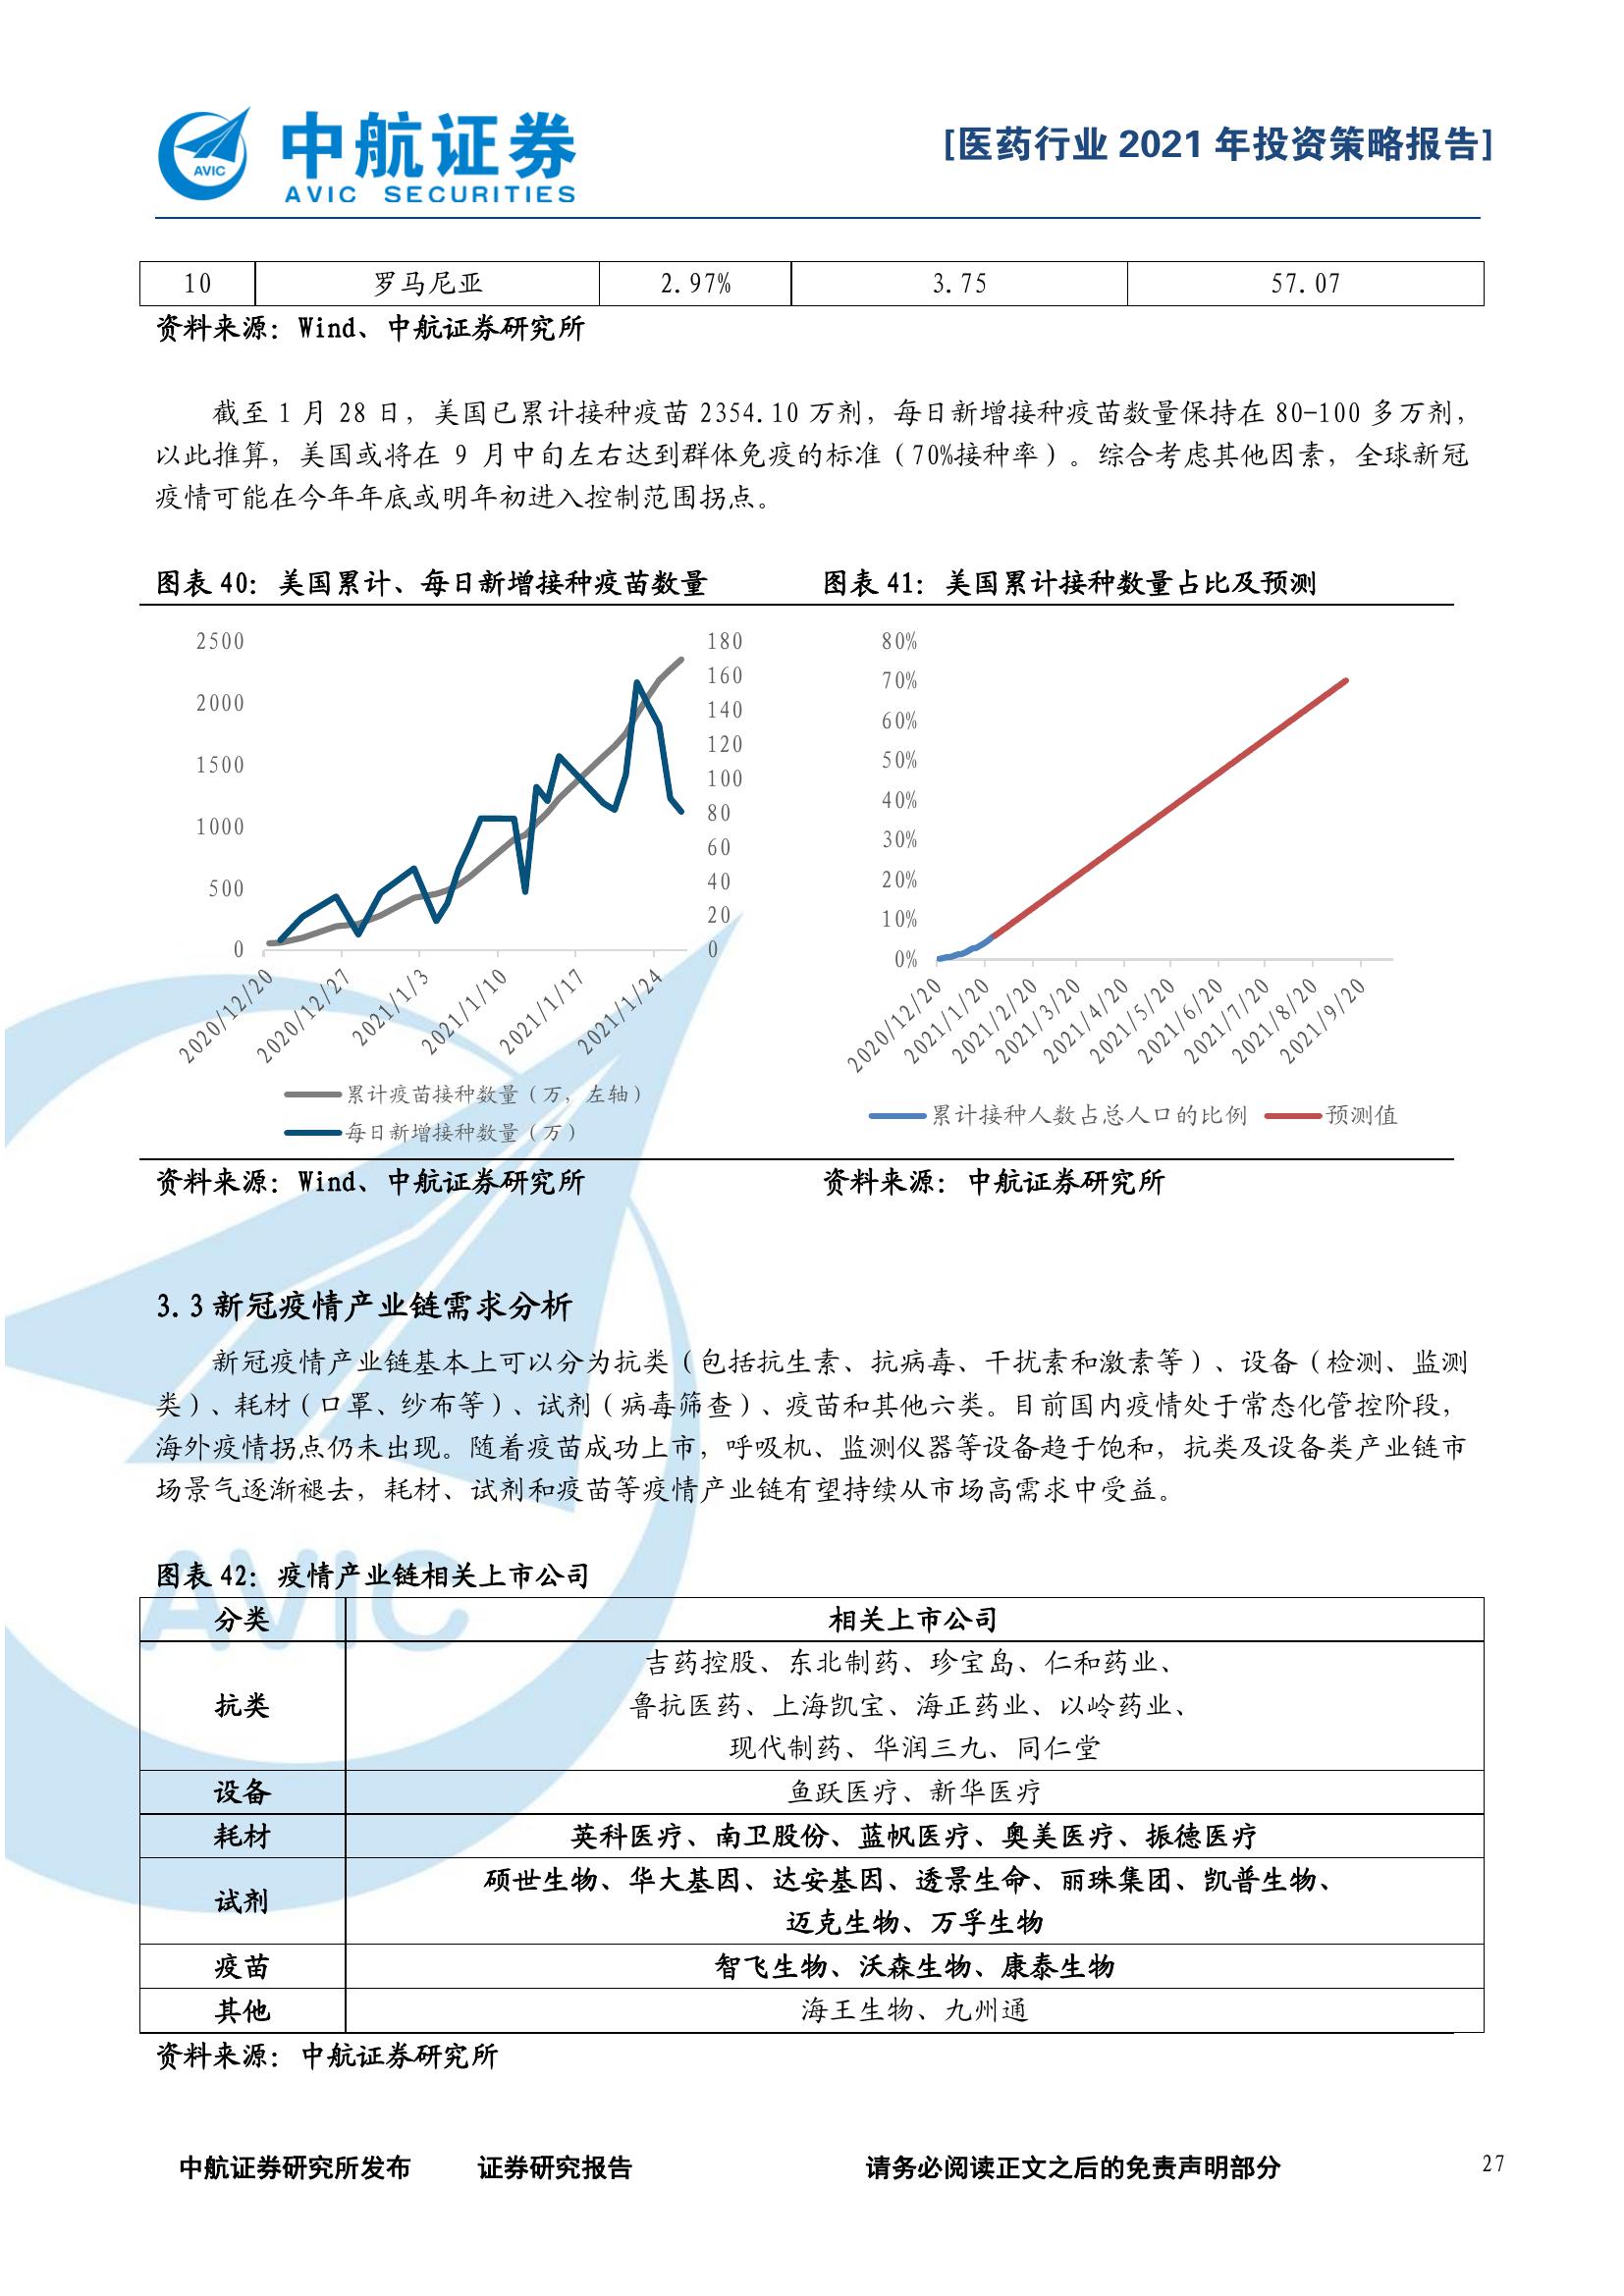 中航证券
AVIC SECURITIES
AVIC
[医药行业 2021 年投资策略报告]
10 罗马尼亚 2.97% 3.75 57.07
资料来源：Wind、中航证券研究所
截至 1 月 28 日，美国已累计接种疫苗 2354.10 万剂，每日新增接种疫苗数量保持在 80-100 多万剂，
以此推算，美国或将在 9 月中旬左右达到群体免疫的标准（70%接种率）。综合考虑其他因素，全球新冠
疫情可能在今年年底或明年初进入控制范围拐点。
图表 40：美国累计、每日新增接种疫苗数量
2500
2000
1500
1000
500
0
180
160
140
120
100
80
60
40
20
0
2020/12/20
2020/12/27
2021/1/3
2021/1/10
2021/1/17
2021/1/24
累计疫苗接种数量（万，左轴）
每日新增接种数量（万）
资料来源：Wind、中航证券研究所
图表 41：美国累计接种数量占比及预测
80%
70%
60%
50%
40%
30%
20%
10%
0%
2020/12/20
2021/1/20
2021/2/20
2021/3/20
2021/4/20
2021/5/20
2021/6/20
2021/7/20
2021/8/20
2021/9/20
累计接种人数占总人口的比例 预测值
资料来源：中航证券研究所
3.3 新冠疫情产业链需求分析
新冠疫情产业链基本上可以分为抗类（包括抗生素、抗病毒、干扰素和激素等）、设备（检测、监测
类）、耗材（口罩、纱布等）、试剂（病毒筛查）、疫苗和其他六类。目前国内疫情处于常态化管控阶段，
海外疫情拐点仍未出现。随着疫苗成功上市，呼吸机、监测仪器等设备趋于饱和，抗类及设备类产业链市
场景气逐渐褪去，耗材、试剂和疫苗等疫情产业链有望持续从市场高需求中受益。
AVIC
图表 42：疫情产业链相关上市公司
分类 相关上市公司
抗类
吉药控股、东北制药、珍宝岛、仁和药业、
鲁抗医药、上海凯宝、海正药业、以岭药业、
现代制药、华润三九、同仁堂
设备 鱼跃医疗、新华医疗
耗材 英科医疗、南卫股份、蓝帆医疗、奥美医疗、振德医疗
试剂
硕世生物、华大基因、达安基因、透景生命、丽珠集团、凯普生物、
迈克生物、万孚生物
疫苗 智飞生物、沃森生物、康泰生物
其他 海王生物、九州通
资料来源：中航证券研究所
中航证券研究所发布 证券研究报告 请务必阅读正文之后的免责声明部分 27